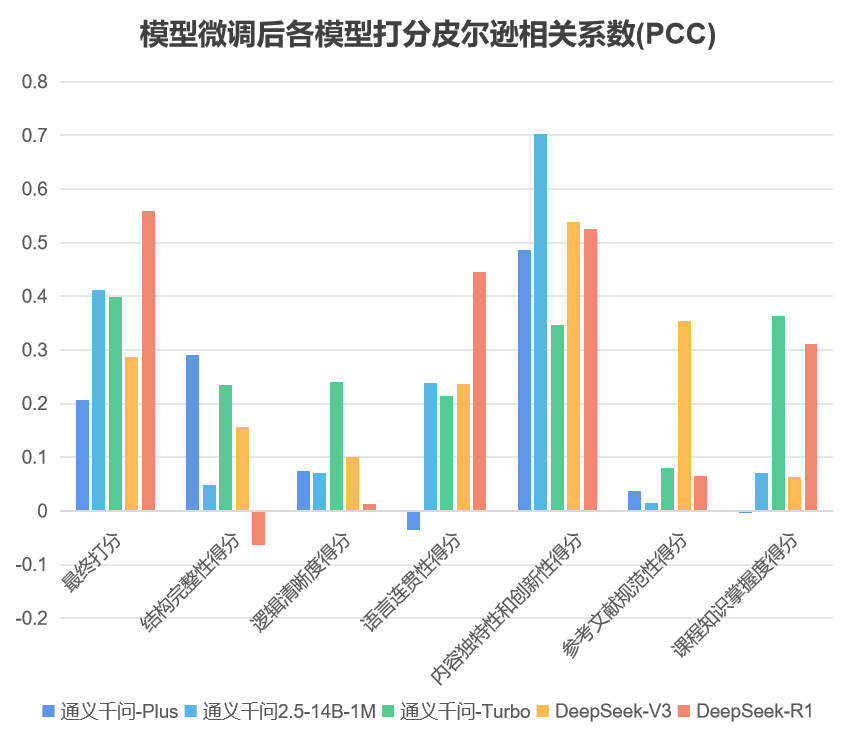 模型微调后各模型打分皮尔逊相关系数(PCC)
0.8
0.7
0.6
0.5
0.4
0.3
0.2
0.1
0
-0.1
-0.2
最终打分
结构完整性得分
逻辑清晰度得分
语言连贯性得分
内容独特性和创新性得分
参考文献规范性得分
课程知识掌握度得分
通义千问-Plus 通义千问2.5-14B-1M 通义千问-Turbo DeepSeek-V3 DeepSeek-R1